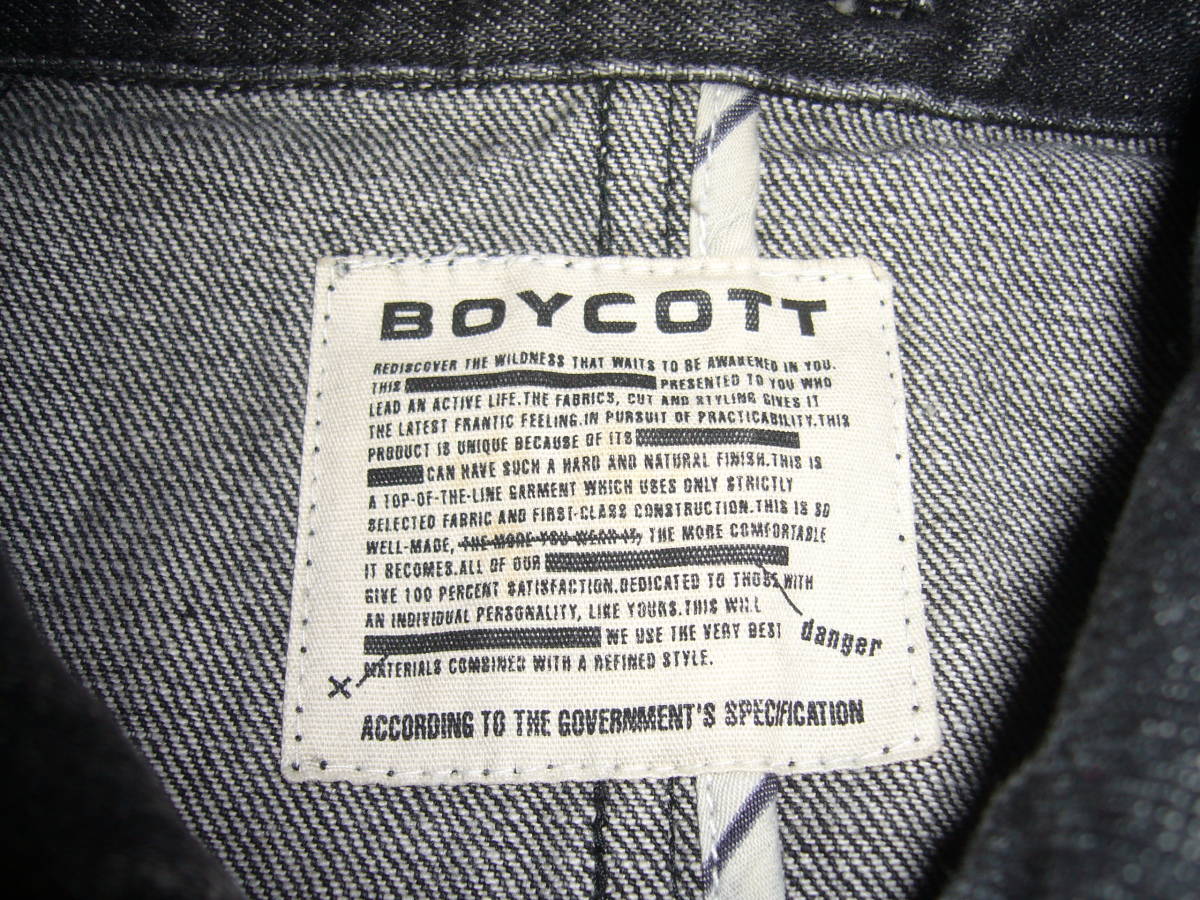 BOYCOTT
REDISCOVER THE WILDNESS THAT WAITS TO BE AWAKENED IN YOU.
THIS PRESENTED TO YOU WHO
LEAD AN ACTIVE LIFE.THE FABRICS, CUT AND STYLING GIVES IT
THE LATEST FRANTIC FEELING.IN PURSUIT OF PRACTICABILITY.THIS
PRODUCT IS UNIQUE BECAUSE OF ITS
CAN HAVE SUCH A HARD AND NATURAL FINISH.THIS IS
A TOP-OF-THE-LINE GARMENT WHICH USES ONLY STRICTLY
SELECTED FABRIC AND FIRST-CLASS CONSTRUCTION.THIS IS SO
WELL-MADE, THE MORE YOU WEAR IT, THE MORE COMFORTABLE
IT BECOMES.ALL OF OUR
GIVE 100 PERCENT SATISFACTION.DEDICATED TO THOSE WITH
AN INDIVIDUAL PERSONALITY, LIKE YOURS.THIS WILL
WE USE THE VERY BEST
danger
MATERIALS COMBINED WITH A REFINED STYLE.
×
ACCORDING TO THE GOVERNMENT'S SPECIFICATION